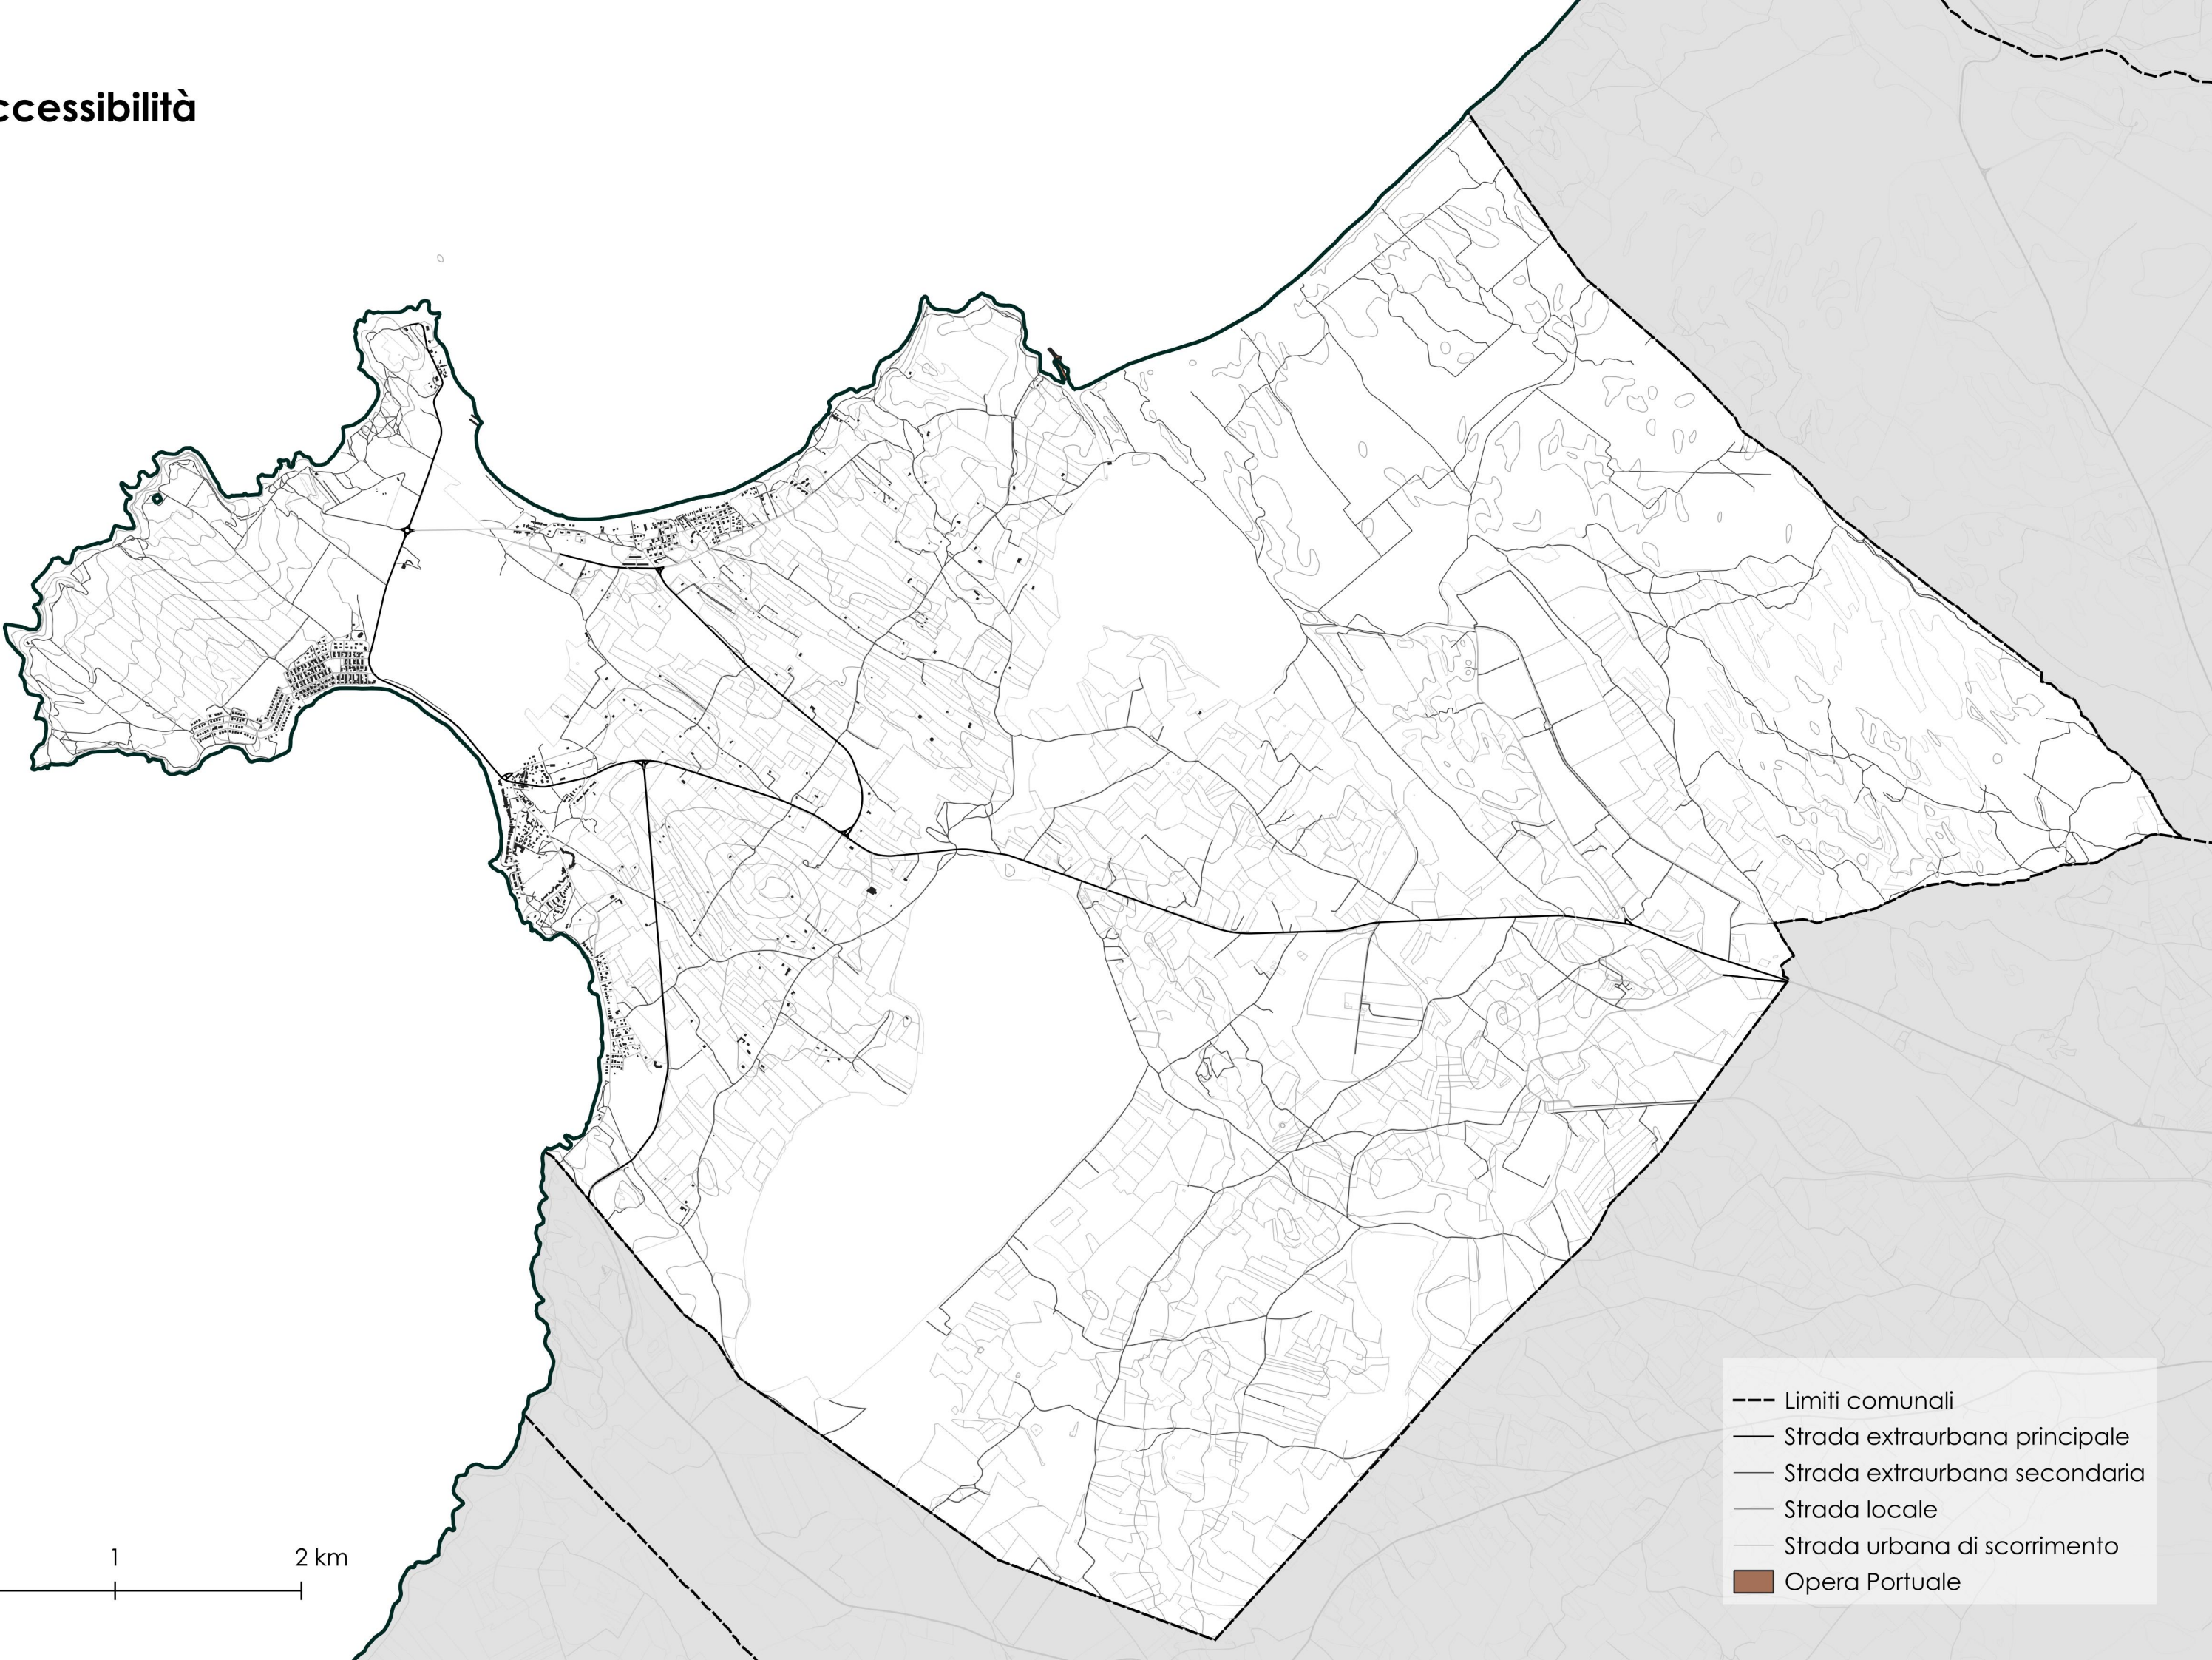 ccessibilità
Limiti comunali
Strada extraurbana principale
Strada extraurbana secondaria
Strada locale
Strada urbana di scorrimento
Opera Portuale
1 2 km